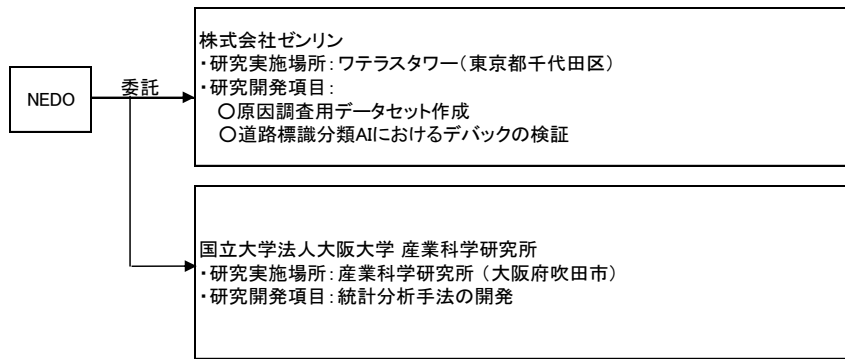 NEDO
委託
株式会社ゼンリン
・研究実施場所：ワテラスタワー（東京都千代田区）
・研究開発項目：
○原因調査用データセット作成
○道路標識分類AIにおけるデバックの検証
国立大学法人大阪大学 産業科学研究所
・研究実施場所：産業科学研究所 （大阪府吹田市）
・研究開発項目：統計分析手法の開発